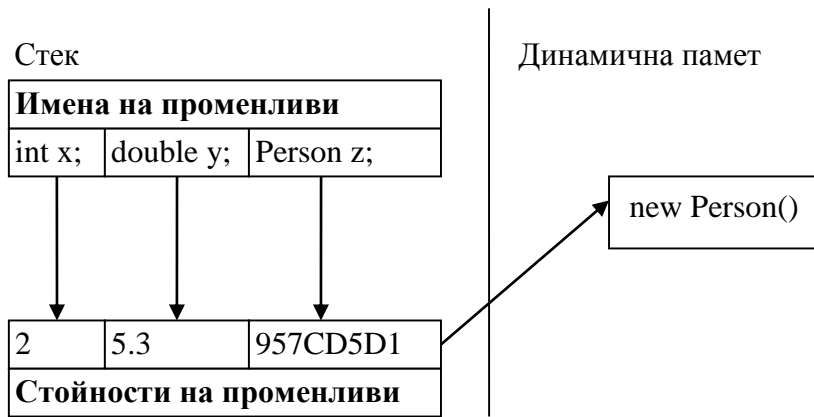 Стек
Динамична памет
Имена на променливи
int x; double y; Person z;
new Person()
2 5.3 957CD5D1
Стойности на променливи